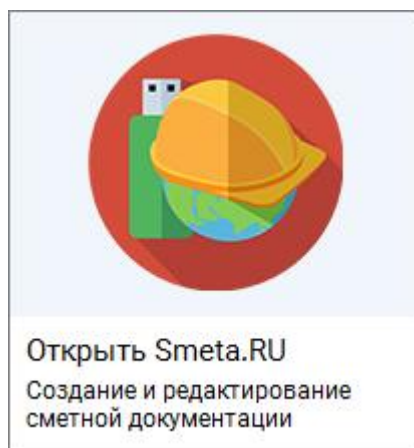 Открыть Smeta.RU
Создание и редактирование
сметной документации